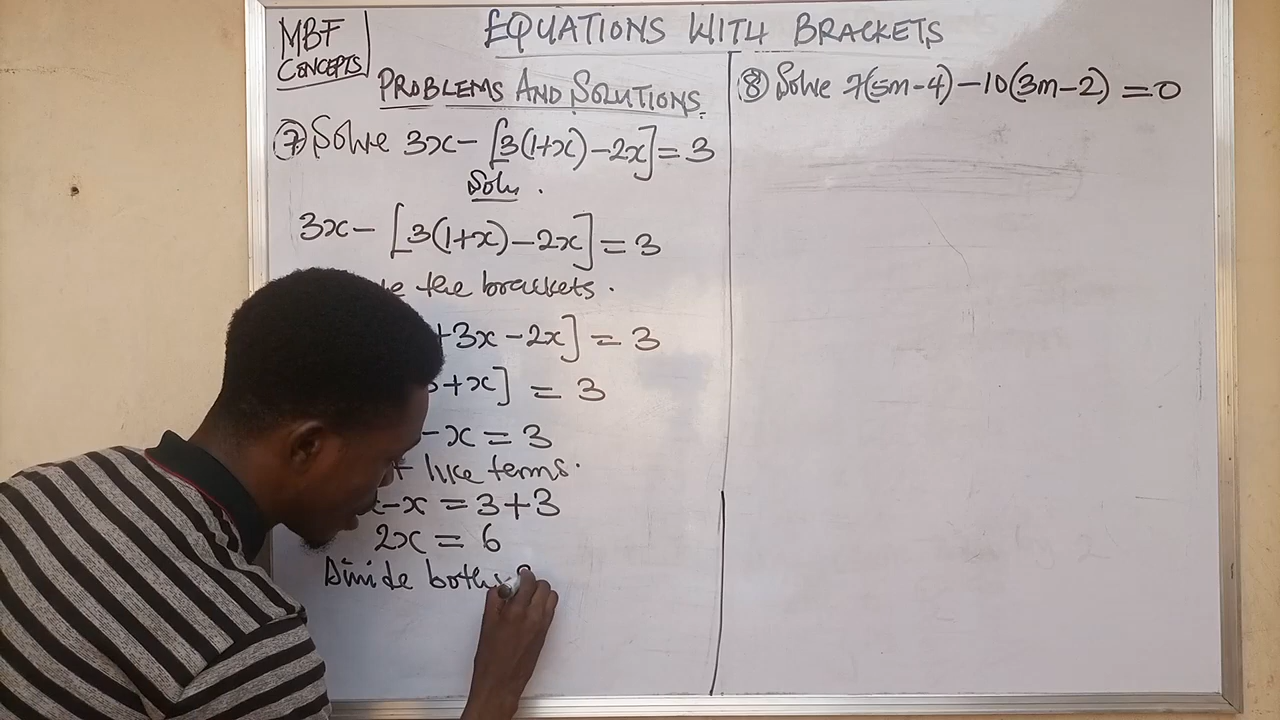 MBF
CONCEPTS
EQUATIONS WITH BRACKETS
PROBLEMS AND SOLUTIONS
⑦ Solve 3x - [3(1+x) - 2x] = 3
Soln.
3x - [3(1+x) - 2x] = 3
the brackets.
+3x - 2x] = 3
+x] = 3
-x = 3
like terms.
-x = 3+3
2x = 6
Divide both
⑧ Solve 7(5m-4) - 10(3m-2) = 0